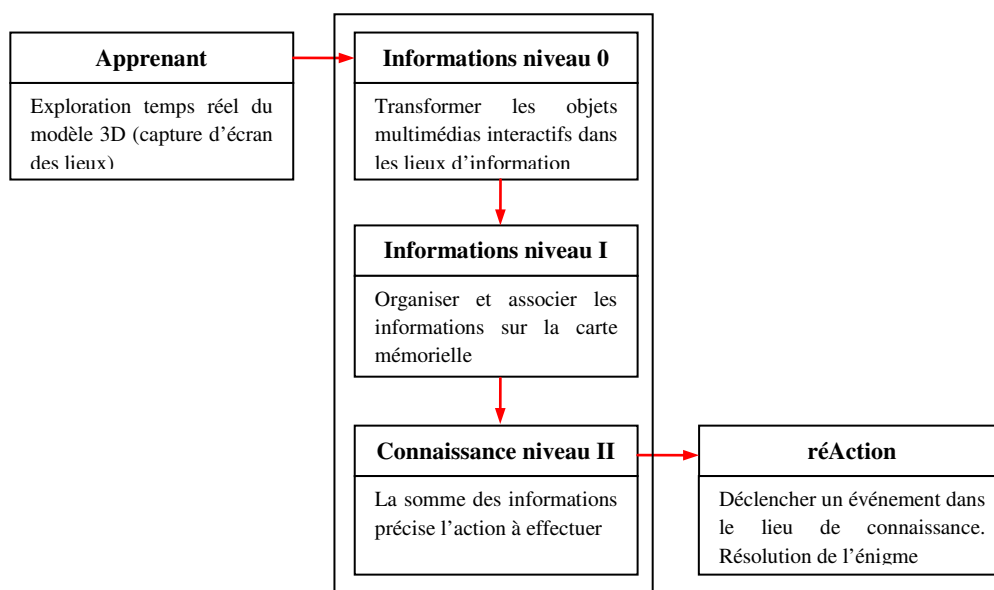 Apprenant
Exploration temps réel du
modèle 3D (capture d'écran
des lieux)
Informations niveau 0
Transformer les objets
multimédias interactifs dans
les lieux d'information
Informations niveau I
Organiser et associer les
informations sur la carte
mémorielle
Connaissance niveau II
La somme des informations
précise l'action à effectuer
réAction
Déclencher un événement dans
le lieu de connaissance.
Résolution de l'énigme